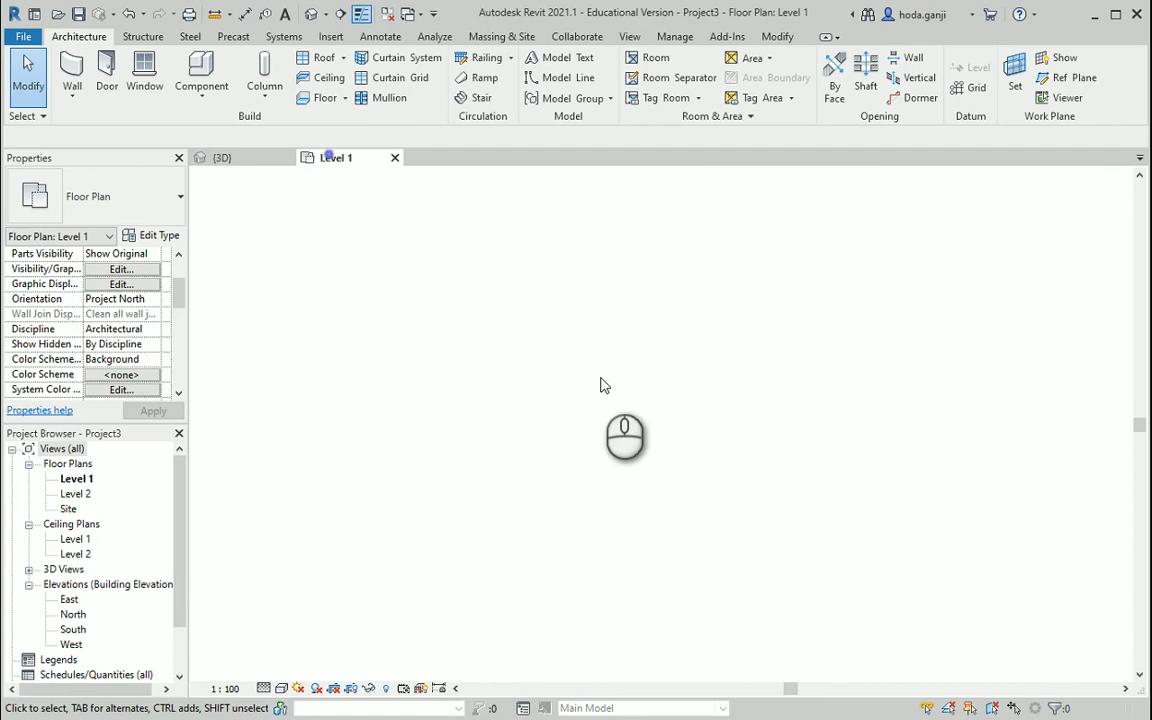 Autodesk Revit 2021.1 - Educational Version - Project3 - Floor Plan: Level 1
hoda.ganji
File Architecture Structure Steel Precast Systems Insert Annotate Analyze Massing & Site Collaborate View Manage Add-Ins Modify
Modify Wall Door Window Component Column
Roof Curtain System Railing Model Text Room Area Wall Level Show
Ceiling Curtain Grid Ramp Model Line Room Separator Area Boundary By Face Shaft Vertical Grid Set Ref Plane
Floor Mullion Stair Model Group Tag Room Tag Area Dormer Viewer
Select Build Circulation Model Room & Area Opening Datum Work Plane
Properties
{3D}
Level 1
Floor Plan
Floor Plan: Level 1 Edit Type
Parts Visibility Show Original
Visibility/Grap... Edit...
Graphic Displ... Edit...
Orientation Project North
Wall Join Disp... Clean all wall j...
Discipline Architectural
Show Hidden ... By Discipline
Color Scheme... Background
Color Scheme <none>
System Color ... Edit...
Properties help Apply
Project Browser - Project3
Views (all)
Floor Plans
Level 1
Level 2
Site
Ceiling Plans
Level 1
Level 2
3D Views
Elevations (Building Elevation
East
North
South
West
Legends
Schedules/Quantities (all)
1 : 100
Click to select, TAB for alternates, CTRL adds, SHIFT unselect
:0
Main Model
:0